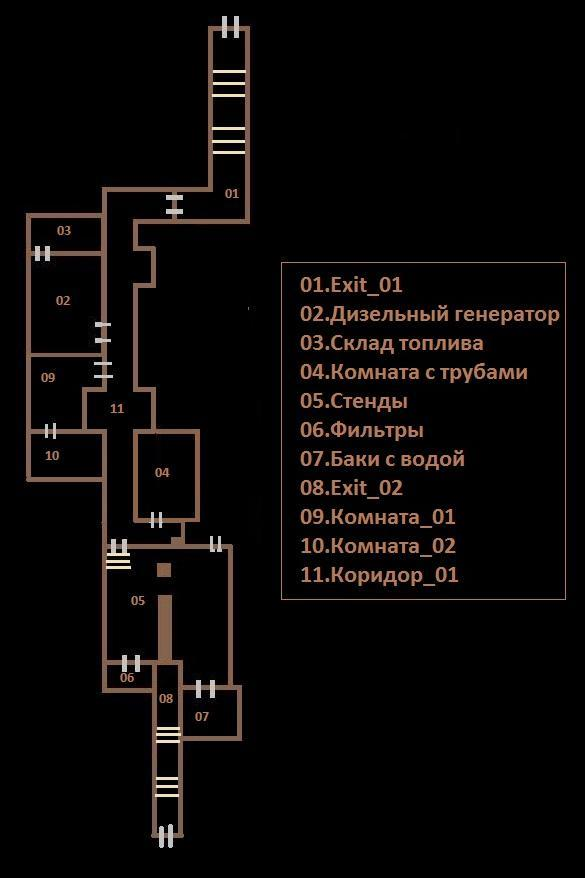 01
03
02
09
11
10
04
05
06
08
07
01.Exit_01
02.Дизельный генератор
03.Склад топлива
04.Комната с трубами
05.Стенды
06.Фильтры
07.Баки с водой
08.Exit_02
09.Комната_01
10.Комната_02
11.Коридор_01